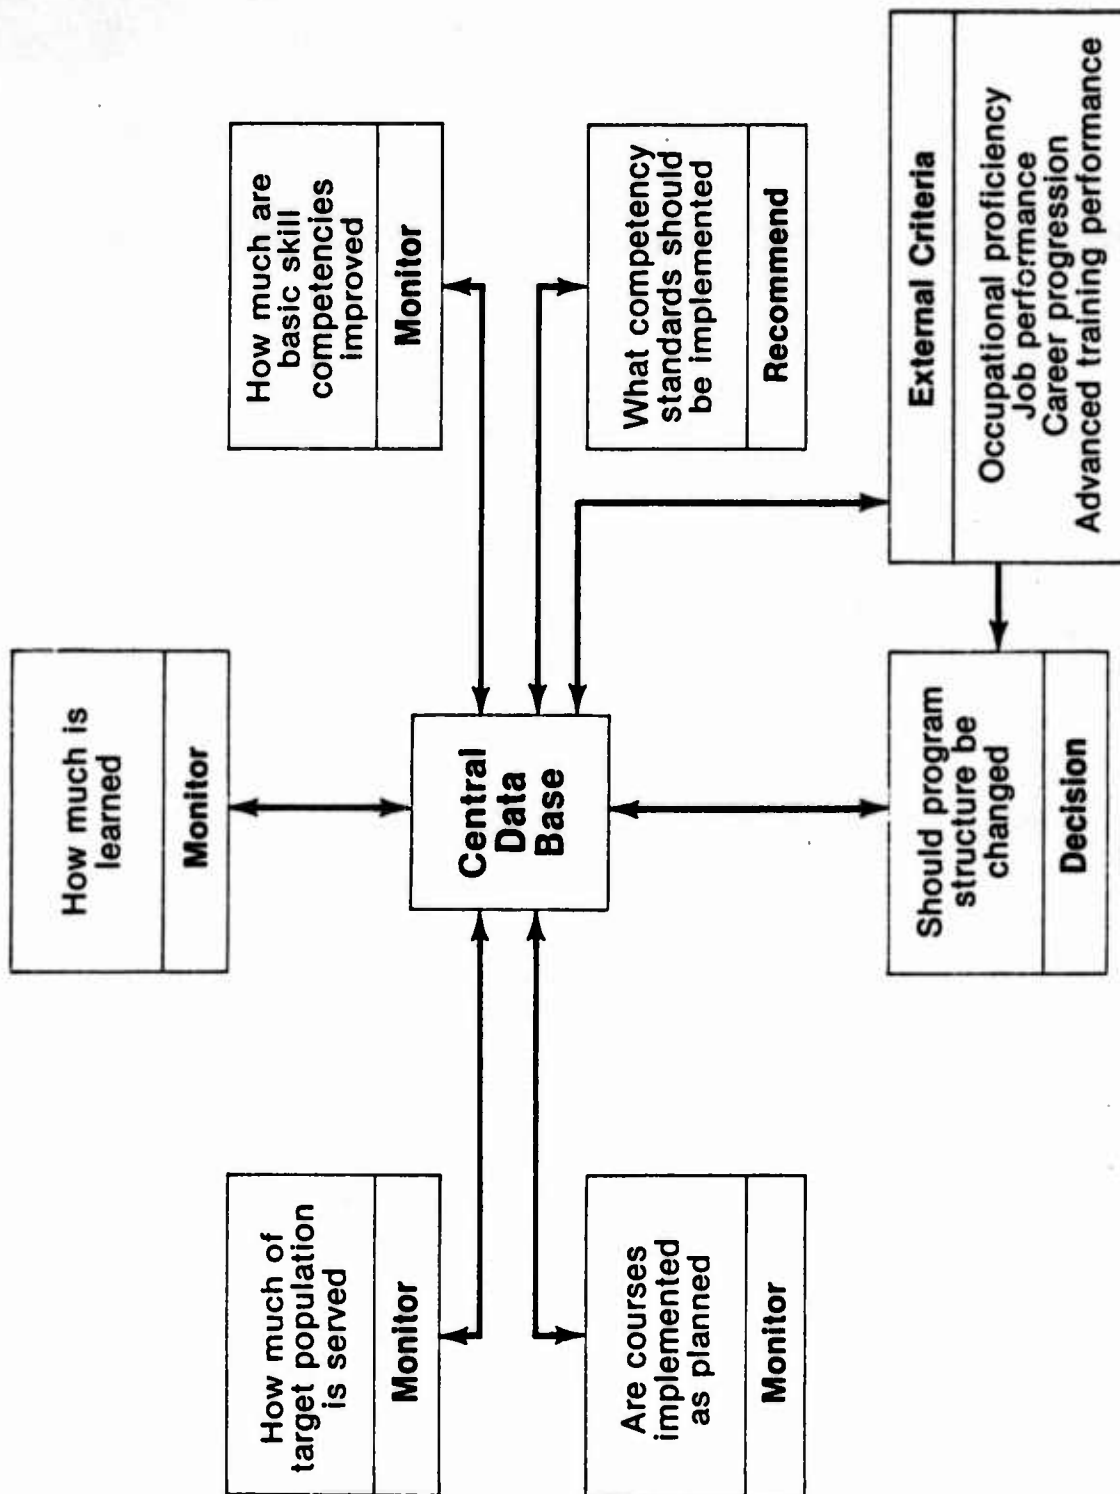 How much is
learned
Monitor
How much of
target population
is served
Monitor
How much are
basic skill
competencies
improved
Monitor
Central
Data
Base
Are courses
implemented
as planned
Monitor
What competency
standards should
be implemented
Recommend
Should program
structure be
changed
Decision
External Criteria
Occupational proficiency
Job performance
Career progression
Advanced training performance